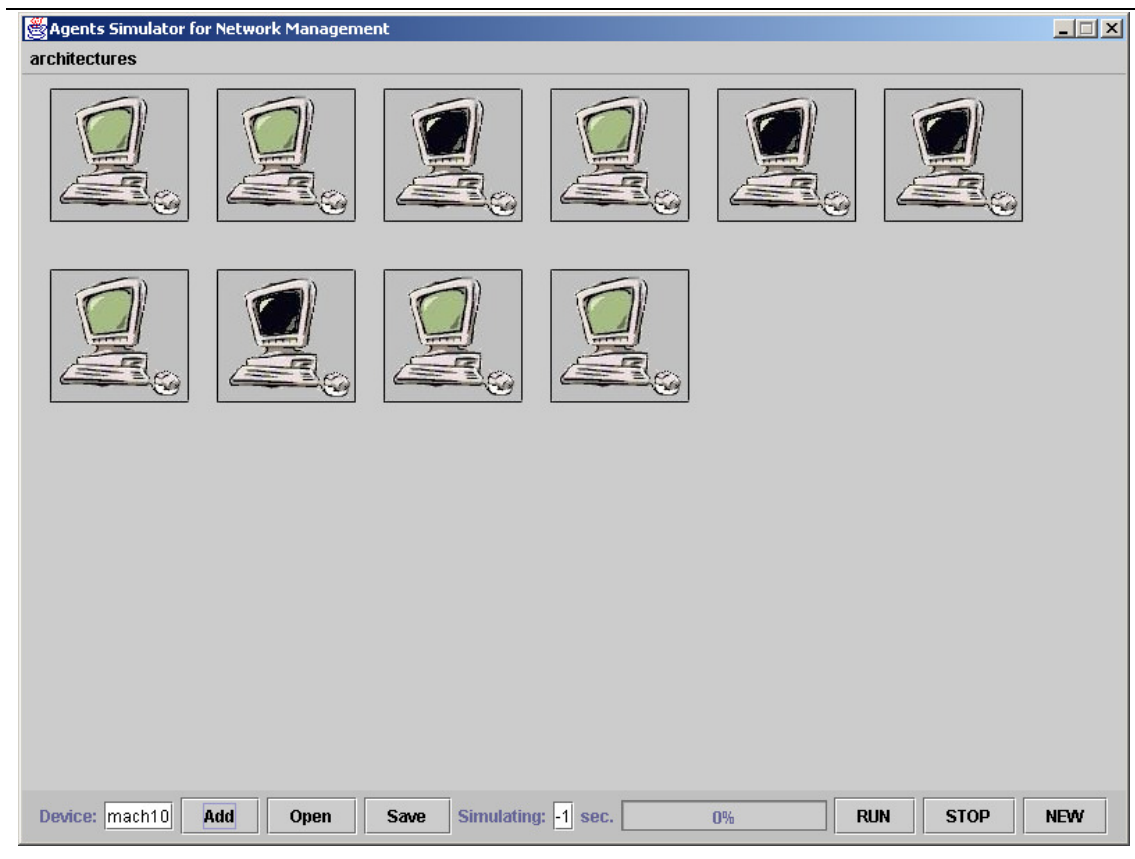 Agents Simulator for Network Management
architectures
Device: mach10 Add Open Save Simulating: -1 sec. 0% RUN STOP NEW